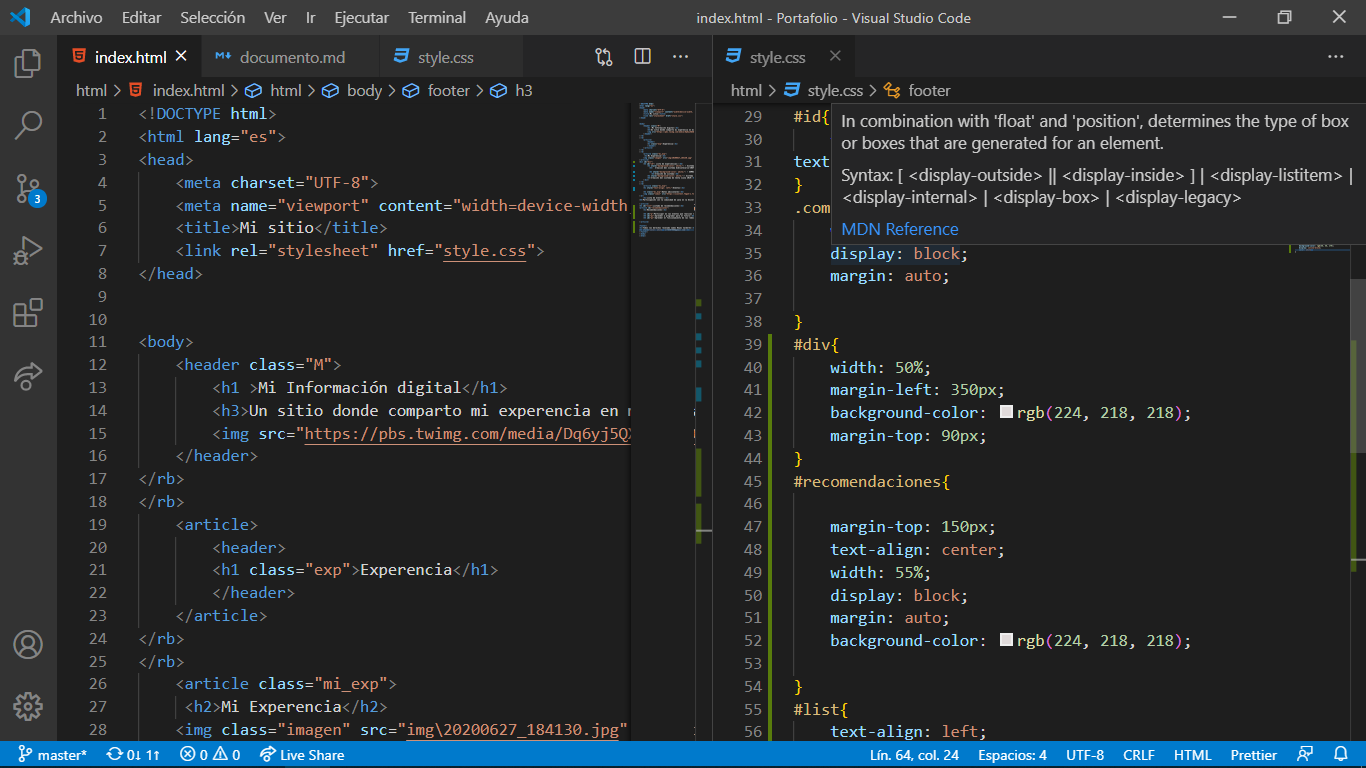 Archivo Editar Selección Ver Ir Ejecutar Terminal Ayuda
index.html - Portafolio - Visual Studio Code
index.html documento.md style.css
html > index.html > html > body > footer > h3
1 <!DOCTYPE html>
2 <html lang="es">
3 <head>
4 <meta charset="UTF-8">
5 <meta name="viewport" content="width=device-width
6 <title>Mi sitio</title>
7 <link rel="stylesheet" href="style.css">
8 </head>
9
10
11 <body>
12 <header class="M">
13 <h1 >Mi Información digital</h1>
14 <h3>Un sitio donde comparto mi experencia en
15 <img src="https://pbs.twimg.com/media/Dq6yj5Q
16 </header>
17 </rb>
18 </rb>
19 <article>
20 <header>
21 <h1 class="exp">Experencia</h1>
22 </header>
23 </article>
24 </rb>
25 </rb>
26 <article class="mi_exp">
27 <h2>Mi Experencia</h2>
28 <img class="imagen" src="img\20200627_184130.jpg"
style.css
html > style.css > footer
29 #id{
30
31 text
32 }
33 .com
34
In combination with 'float' and 'position', determines the type of box
or boxes that are generated for an element.
Syntax: [ <display-outside> || <display-inside> ] | <display-listitem> |
<display-internal> | <display-box> | <display-legacy>
MDN Reference
35 display: block;
36 margin: auto;
37
38 }
39 #div{
40 width: 50%;
41 margin-left: 350px;
42 background-color: rgb(224, 218, 218);
43 margin-top: 90px;
44 }
45 #recomendaciones{
46
47 margin-top: 150px;
48 text-align: center;
49 width: 55%;
50 display: block;
51 margin: auto;
52 background-color: rgb(224, 218, 218);
53
54 }
55 #list{
56 text-align: left;
3
master* 0↓ 1↑ 0 0 Live Share
Lín. 64, col. 24 Espacios: 4 UTF-8 CRLF HTML Prettier